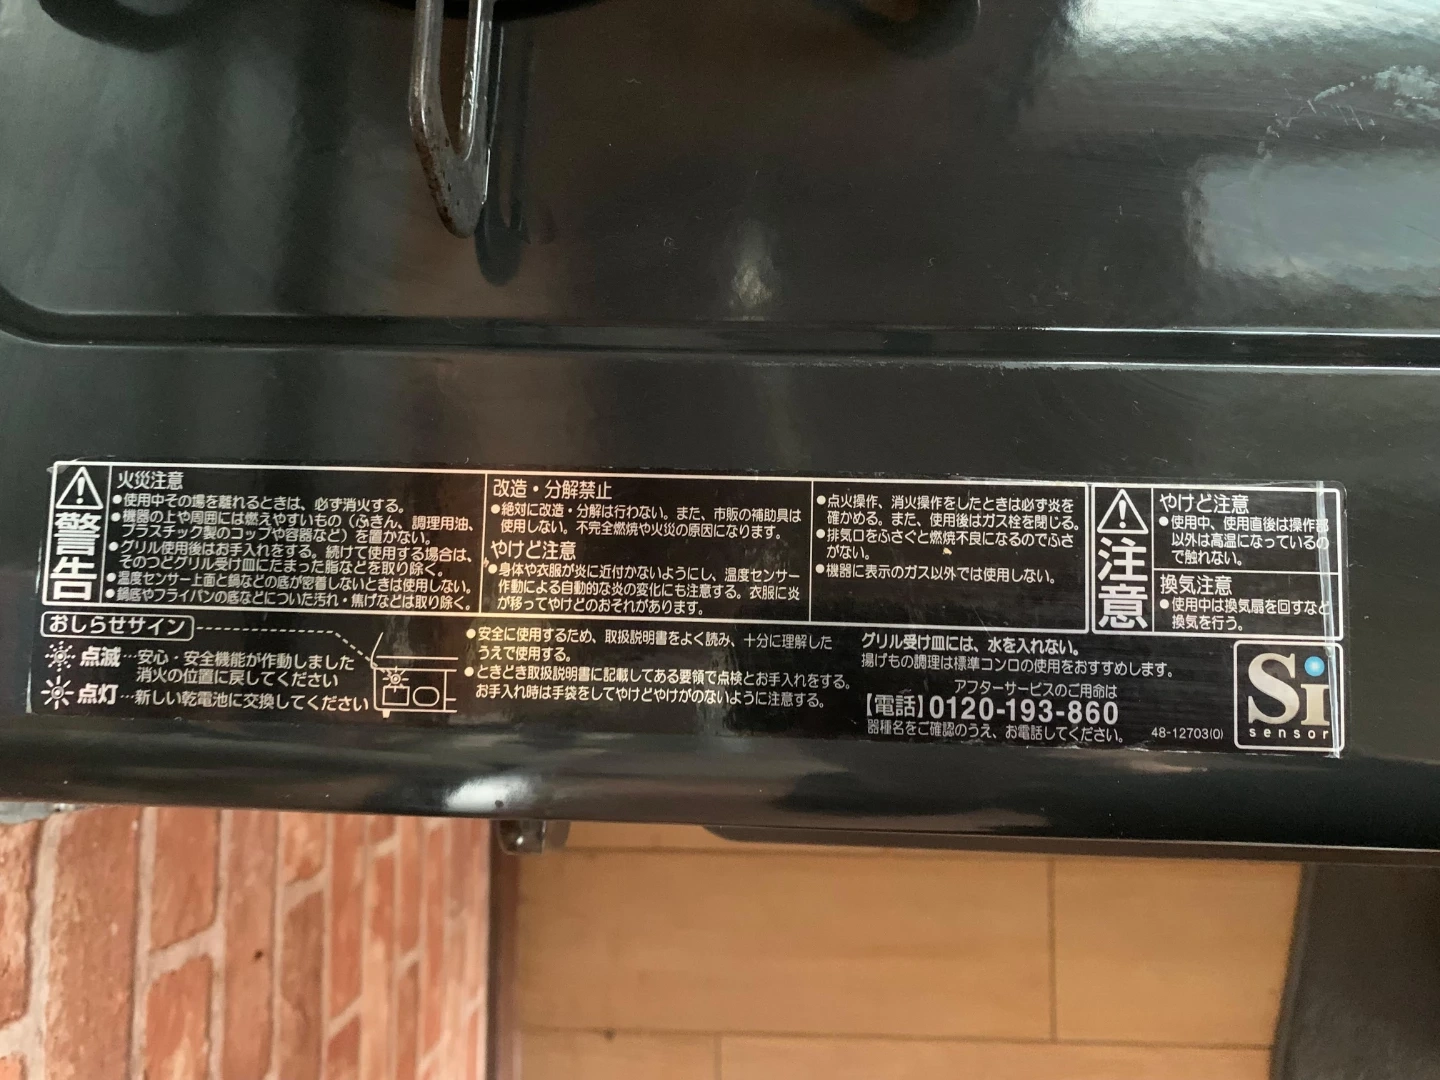 警告
火災注意
●使用中その場を離れるときは、必ず消火する。
●機器の上や周囲には燃えやすいもの（ふきん、調理用油、
プラスチック製のコップや容器など）を置かない。
●グリル使用後はお手入れをする。続けて使用する場合は、
そのつどグリル受け皿にたまった脂などを取り除く。
●温度センサー上面と鍋などの底が密着しないときは使用しない。
●鍋底やフライパンの底などについた汚れ・焦げなどは取り除く。
改造・分解禁止
●絶対に改造・分解は行わない。また、市販の補助具は
使用しない。不完全燃焼や火災の原因になります。
やけど注意
●身体や衣服が炎に近付かないようにし、温度センサー
作動による自動的な炎の変化にも注意する。衣服に炎
が移ってやけどのおそれがあります。
●点火操作、消火操作をしたときは必ず炎を
確かめる。また、使用後はガス栓を閉じる。
●排気口をふさぐと燃焼不良になるのでふさ
がない。
●機器に表示のガス以外では使用しない。
注意
やけど注意
●使用中、使用直後は操作部
以外は高温になっているの
で触れない。
換気注意
●使用中は換気扇を回すなど
換気を行う。
おしらせサイン
点滅…安心・安全機能が作動しました
消火の位置に戻してください
点灯…新しい乾電池に交換してください
●安全に使用するため、取扱説明書をよく読み、十分に理解した
うえで使用する。
●ときどき取扱説明書に記載してある要領で点検とお手入れをする。
お手入れ時は手袋をしてやけどやけがのないように注意する。
グリル受け皿には、水を入れない。
揚げもの調理は標準コンロの使用をおすすめします。
アフターサービスのご用命は
【電話】0120-193-860
器種名をご確認のうえ、お電話してください。
48-12703(0)
Si
sensor